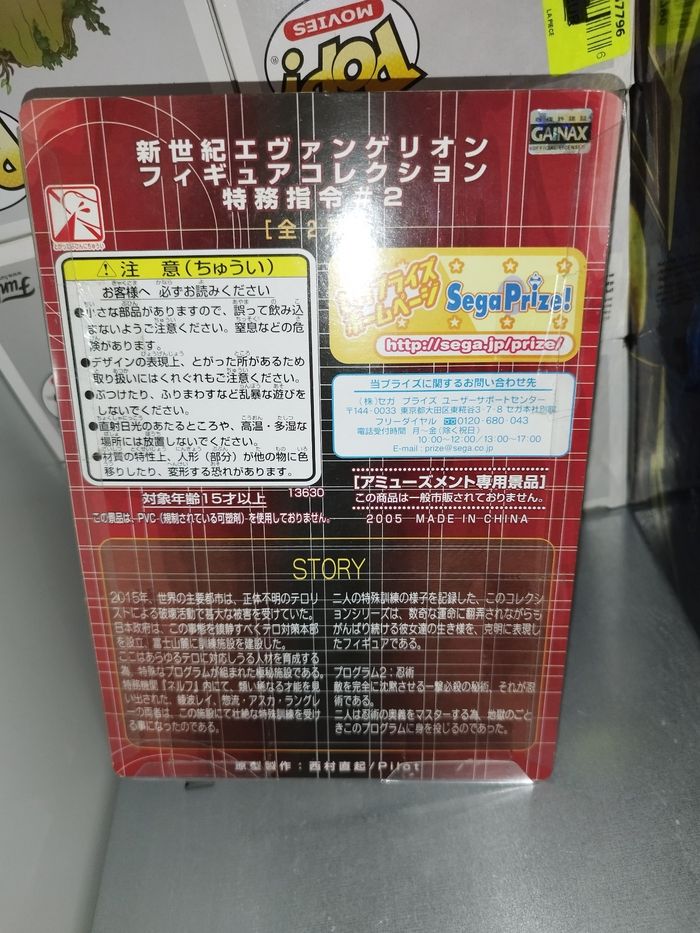 MOVIES
POP!
LA PIECE
7796
6
Fun
新世紀エヴァンゲリオン
フィギュアコレクション
特務指令#2
[全2
GAINAX
OFFICIAL LICENSED
とがった部品にちゅうい
⚠注 意(ちゅうい)
お客様へ 必ずお読みください
●小さな部品がありますので、誤って飲み込
まないようご注意ください。窒息などの危
険があります。
●デザインの表現上、とがった所があるため
取り扱いにはくれぐれもご注意ください。
●ぶつけたり、ふりまわすなど乱暴な遊びを
しないでください。
●直射日光のあたるところや、高温・多湿な
場所には放置しないでください。
●材質の特性上、人形(部分)が他の物に色
移りしたり、変形する恐れがあります。
対象年齢15才以上
13630
この景品は、PVC(規制されている可塑剤)を使用しておりません。
プライズ
ホームページ
SegaPrize!
http://sega.jp/prize/
当プライズに関するお問い合わせ先
(株)セガ プライズ ユーザーサポートセンター
〒144-0033 東京都大田区東糀谷3-7-8 セガ本社別館
フリーダイヤル 0120-680-043
電話受付時間 月~金(除く祝日)
10:00~12:00/13:00~17:00
E-mail:prize@sega.co.jp
[アミューズメント専用景品]
この商品は一般市販されておりません。
2005 MADE IN CHINA
STORY
2015年、世界の主要都市は、正体不明のテロリ
ストによる破壊活動で甚大な被害を受けていた。
日本政府は、この事態を鎮静すべくテロ対策本部
を設立、富士山麓に訓練施設を建設した。
ここはあらゆるテロに対応しうる人材を育成する
為、特殊なプログラムが組まれた極秘施設である。
特務機関『ネルフ』内にて、類い稀なる才能を見
い出された、綾波レイ、惣流・アスカ・ラングレ
ーの両者は、この施設にて壮絶な特殊訓練を受け
る事になったのである。
二人の特殊訓練の様子を記録した、このコレクシ
ョンシリーズは、数奇な運命に翻弄されながらも
がんばり続ける彼女達の生き様を、克明に表現し
たフィギュアである。
プログラム2:忍術
敵を完全に沈黙させる一撃必殺の秘術、それが忍
術である。
二人は忍術の奥義をマスターする為、地獄のごと
きこのプログラムに身を投じるのであった。
原型製作:西村直起/Pilot